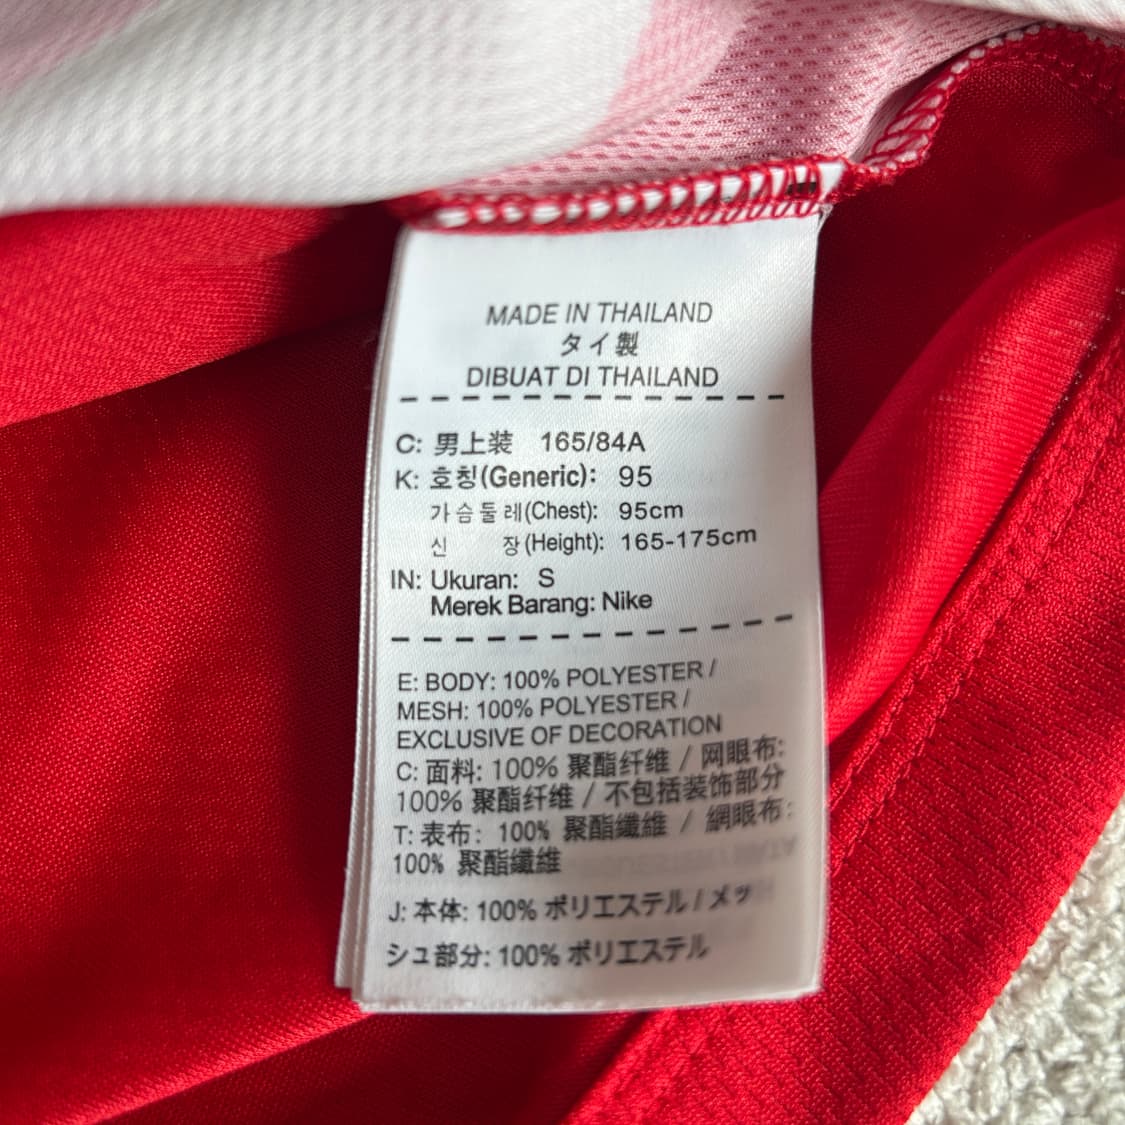 MADE IN THAILAND
タイ製
DIBUAT DI THAILAND
C: 男上装 165/84A
K: 호칭(Generic): 95
가슴둘레(Chest): 95cm
신 장(Height): 165-175cm
IN: Ukuran: S
Merek Barang: Nike
E: BODY: 100% POLYESTER /
MESH: 100% POLYESTER /
EXCLUSIVE OF DECORATION
C: 面料: 100% 聚酯纤维 / 网眼布:
100% 聚酯纤维 / 不包括装饰部分
T: 表布: 100% 聚酯纖維 / 網眼布:
100% 聚酯纖維
J: 本体: 100% ポリエステル / メッ
シュ部分: 100% ポリエステル